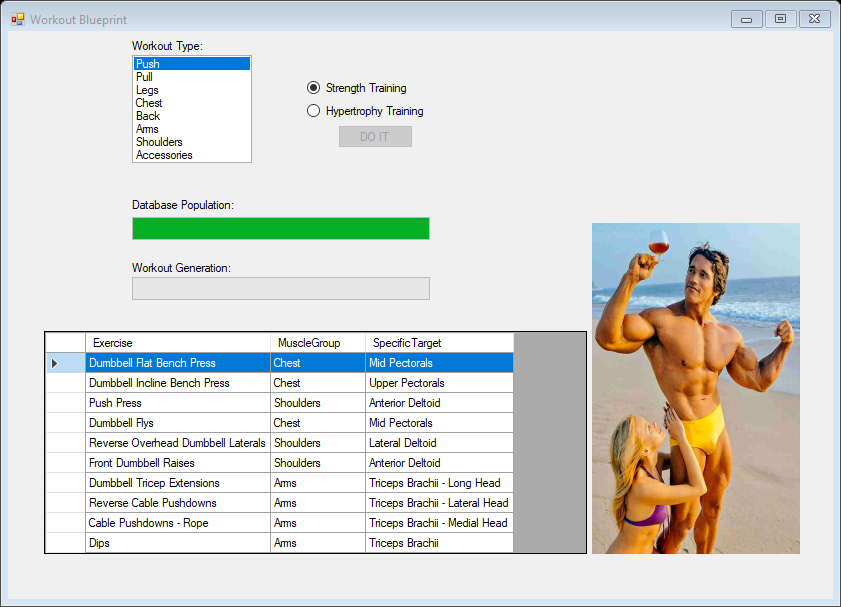 Workout Blueprint
Workout Type:
Push
Pull
Legs
Chest
Back
Arms
Shoulders
Accessories
Strength Training
Hypertrophy Training
DO IT
Database Population:
Workout Generation:
Exercise MuscleGroup SpecificTarget
Dumbbell Flat Bench Press Chest Mid Pectorals
Dumbbell Incline Bench Press Chest Upper Pectorals
Push Press Shoulders Anterior Deltoid
Dumbbell Flys Chest Mid Pectorals
Reverse Overhead Dumbbell Laterals Shoulders Lateral Deltoid
Front Dumbbell Raises Shoulders Anterior Deltoid
Dumbbell Tricep Extensions Arms Triceps Brachii - Long Head
Reverse Cable Pushdowns Arms Triceps Brachii - Lateral Head
Cable Pushdowns - Rope Arms Triceps Brachii - Medial Head
Dips Arms Triceps Brachii